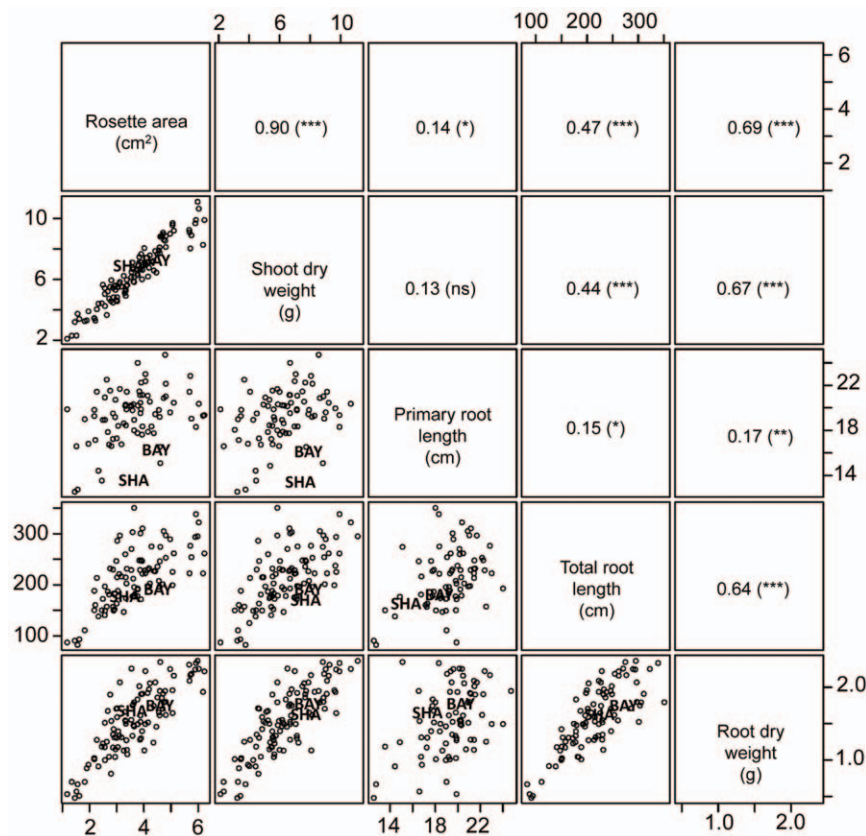 2 6 10 100 200 300
Rosette area
(cm²)
0.90 (***) 0.14 (*) 0.47 (***) 0.69 (***)
6
4
2
10
6
2
SHA BAY
Shoot dry
weight
(g)
0.13 (ns) 0.44 (***) 0.67 (***)
BAY
SHA
BAY
SHA
Primary root
length
(cm)
0.15 (*) 0.17 (**)
22
18
14
300
200
100
SHA BAY
BAY
SHA
SHA BAY
Total root
length
(cm)
0.64 (***)
SHA BAY
BAY
SHA
SHA BAY
SHA BAY
Root dry
weight
(g)
2.0
1.0
2 4 6 14 18 22 1.0 2.0